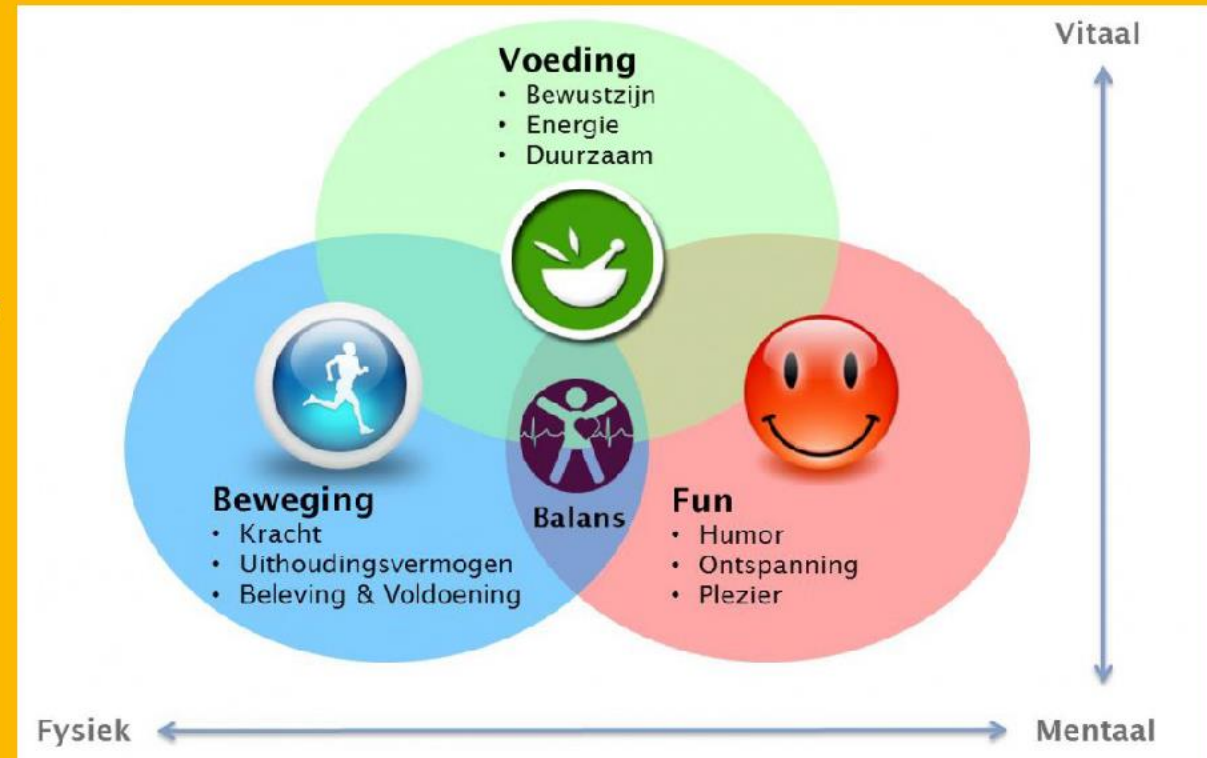 Vitaal
Voeding
• Bewustzijn
• Energie
• Duurzaam
Beweging
• Kracht
• Uithoudingsvermogen
• Beleving & Voldoening
Balans
Fun
• Humor
• Ontspanning
• Plezier
Fysiek
Mentaal